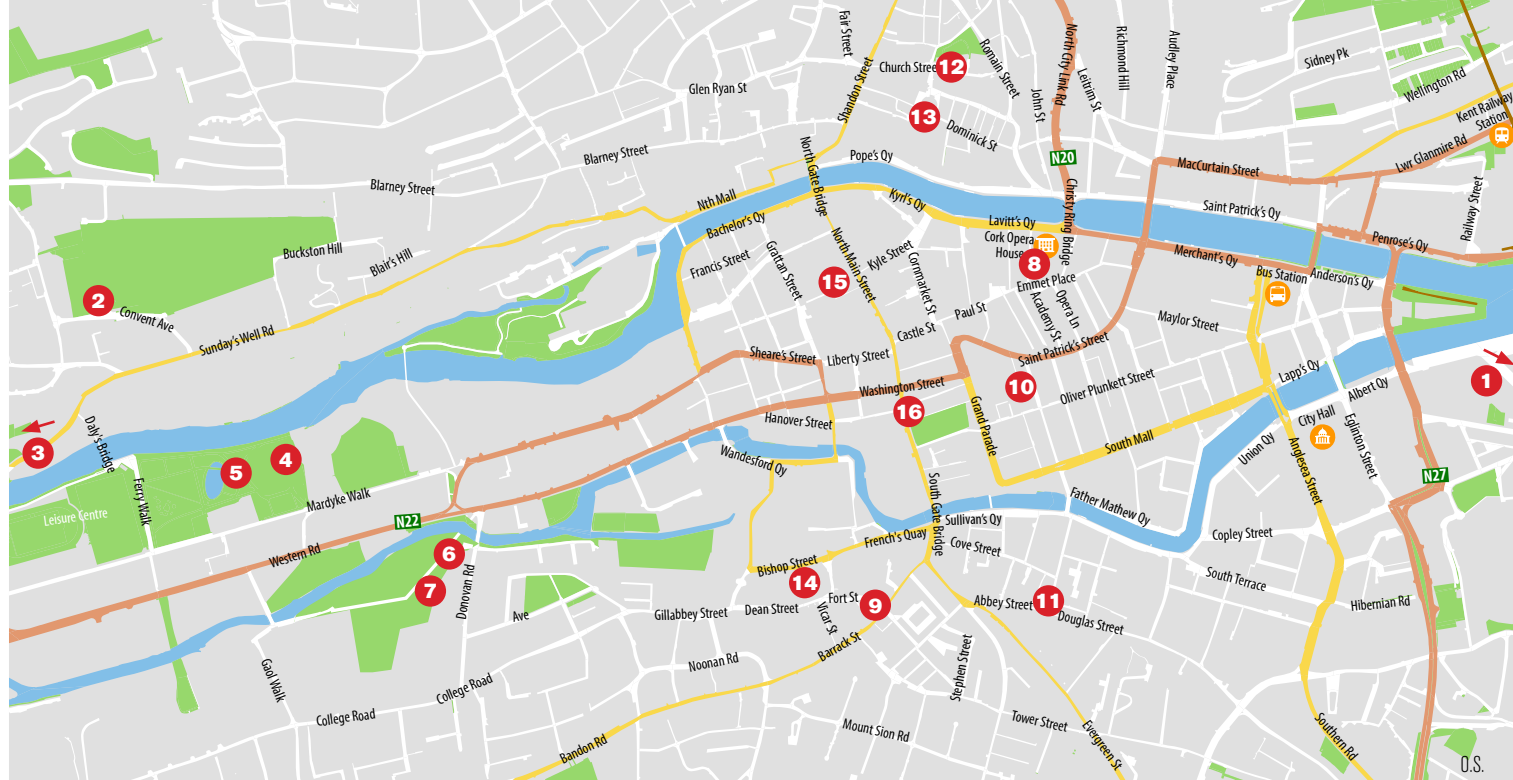 Fair Street
Church Stree
12
Romain Street
North City Link Rd
Richmond Hill
Audley Place
Sidney Pk
Wellington Rd
Kent Railway
Station
Glen Ryan St
Shandon Street
13
Dominick St
John St
Leitrim St
N20
MacCurtain Street
Lwr Glanmire Rd
Railway Street
Blarney Street
Blarney Street
North Gate Bridge
Pope's Qy
Christy Ring Bridge
Saint Patrick's Qy
Penrose's Qy
Nth Mall
Bachelor's Qy
Kyrl's Qy
Lavitt's Qy
Cork Opera
House
8
Emmet Place
Merchant's Qy
Bus Station
Anderson's Qy
Buckston Hill
Blair's Hill
Francis Street
Grattan Street
15
North Main Street
Kyle Street
Cornmarket St
Paul St
Castle St
Academy St
Opera Ln
Maylor Street
2
Convent Ave
Sunday's Well Rd
Sheare's Street
Liberty Street
Saint Patrick's Street
Washington Street
10
Oliver Plunkett Street
Lapp's Qy
Albert Qy
1
3
Daly's Bridge
5
4
Hanover Street
16
Grand Parade
South Mall
City Hall
Union Qy
Eglinton Street
Anglesea Street
N27
Leisure Centre
Ferry Walk
Mardyke Walk
N22
Western Rd
Wandesford Qy
South Gate Bridge
Sullivan's Qy
Father Mathew Qy
Copley Street
6
7
Donovan Rd
Bishop Street
French's Quay
Cove Street
South Terrace
14
Fort St
9
Abbey Street
11
Douglas Street
Hibernian Rd
Ave
Gillabbey Street
Dean Street
Vicar St
Barrack St
Stephen Street
Gaol Walk
College Road
College Road
Noonan Rd
Bandon Rd
Mount Sion Rd
Tower Street
Evergreen St
Southern Rd
O.S.